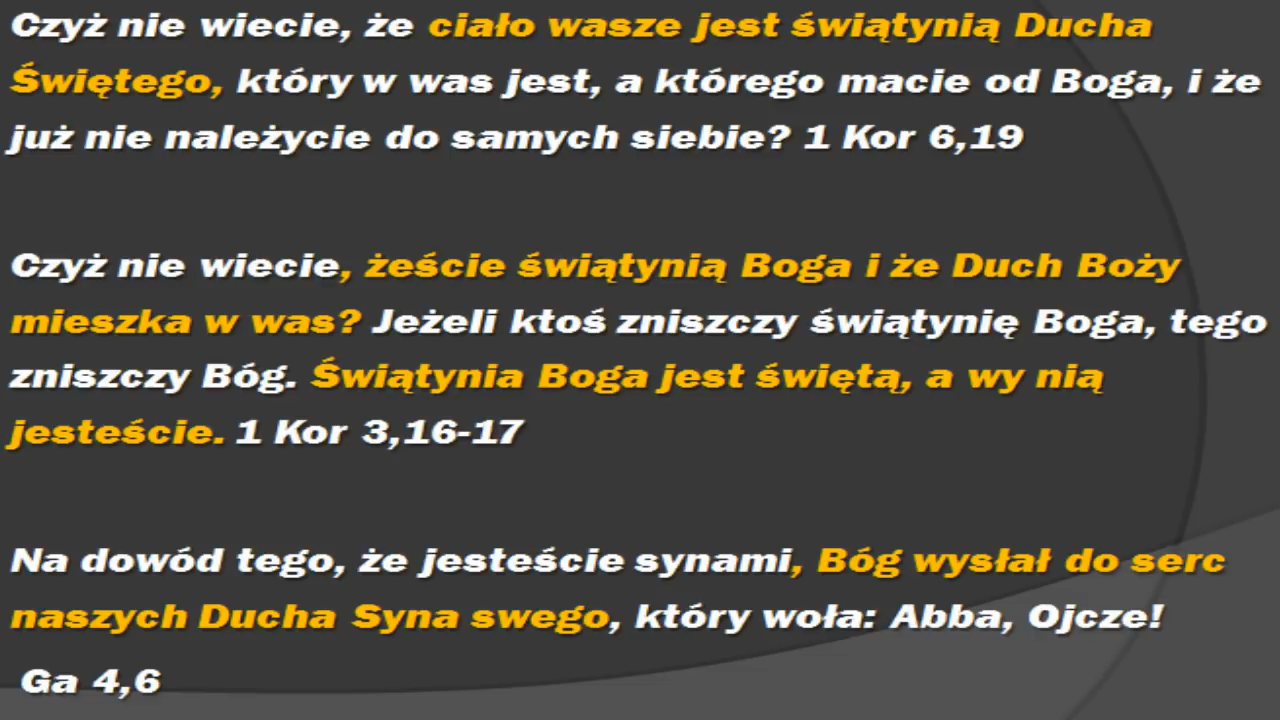 Czyż nie wiecie, że ciało wasze jest świątynią Ducha
Świętego, który w was jest, a którego macie od Boga, i że
już nie należycie do samych siebie? 1 Kor 6,19
Czyż nie wiecie, żeście świątynią Boga i że Duch Boży
mieszka w was? Jeżeli ktoś zniszczy świątynię Boga, tego
zniszczy Bóg. Świątynia Boga jest świętą, a wy nią
jesteście. 1 Kor 3,16-17
Na dowód tego, że jesteście synami, Bóg wysłał do serc
naszych Ducha Syna swego, który woła: Abba, Ojcze!
Ga 4,6